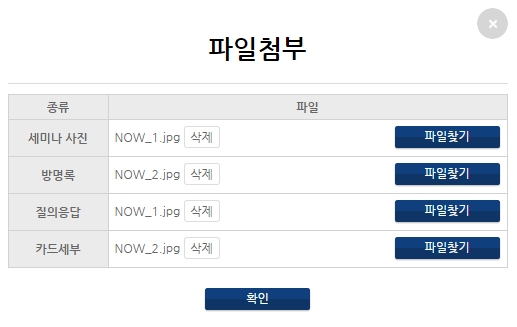 파일첨부
종류 파일
세미나 사진 NOW_1.jpg 삭제 파일찾기
방명록 NOW_2.jpg 삭제 파일찾기
질의응답 NOW_1.jpg 삭제 파일찾기
카드세부 NOW_2.jpg 삭제 파일찾기
확인